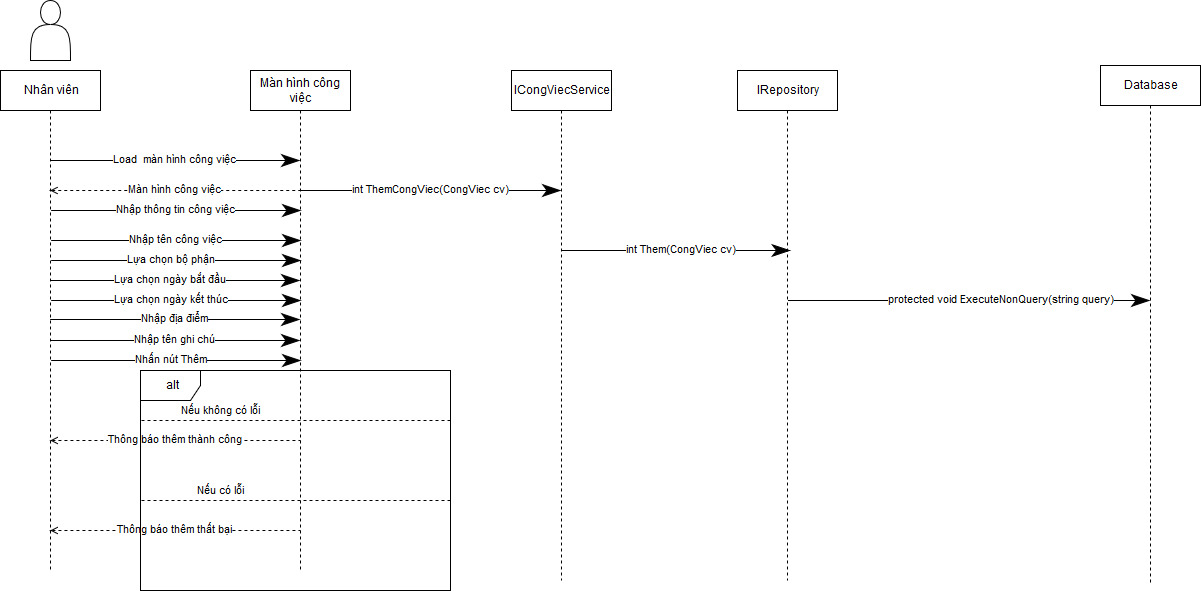 Nhân viên
Màn hình công
việc
ICongViecService
IRepository
Database
Load màn hình công việc
Màn hình công việc
int ThemCongViec(CongViec cv)
Nhập thông tin công việc
Nhập tên công việc
int Them(CongViec cv)
Lựa chọn bộ phận
Lựa chọn ngày bắt đầu
Lựa chọn ngày kết thúc
protected void ExecuteNonQuery(string query)
Nhập địa điểm
Nhập tên ghi chú
Nhấn nút Thêm
alt
Nếu không có lỗi
Thông báo thêm thành công
Nếu có lỗi
Thông báo thêm thất bại